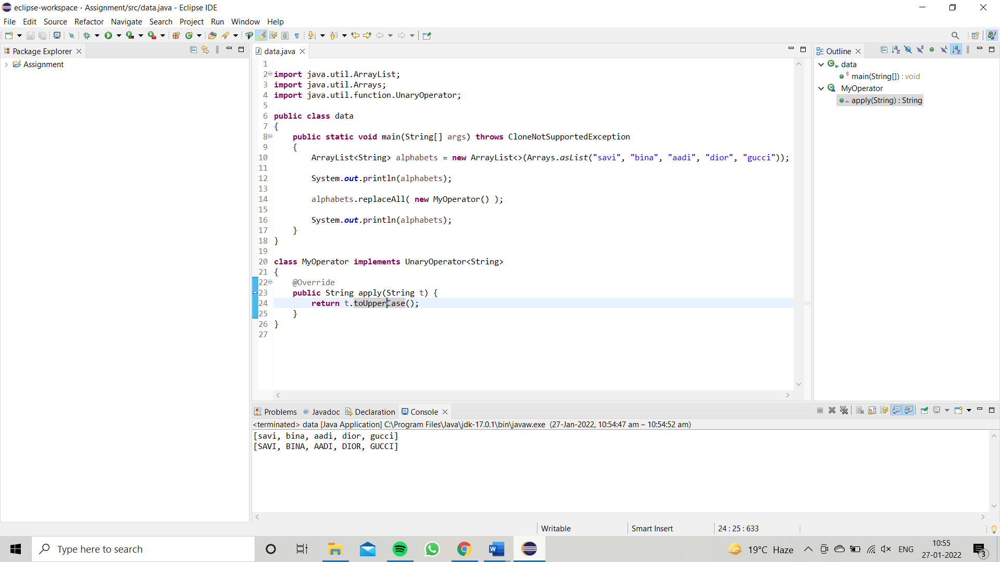 eclipse-workspace - Assignment/src/data.java - Eclipse IDE
File Edit Source Refactor Navigate Search Project Run Window Help
Package Explorer
Assignment
data.java
1
2 import java.util.ArrayList;
3 import java.util.Arrays;
4 import java.util.function.UnaryOperator;
5
6 public class data
7 {
8 public static void main(String[] args) throws CloneNotSupportedException
9 {
10 ArrayList<String> alphabets = new ArrayList<>(Arrays.asList("savi", "bina", "aadi", "dior", "gucci"));
11
12 System.out.println(alphabets);
13
14 alphabets.replaceAll( new MyOperator() );
15
16 System.out.println(alphabets);
17 }
18 }
19
20 class MyOperator implements UnaryOperator<String>
21 {
22 @Override
23 public String apply(String t) {
24 return t.toUpperCase();
25 }
26 }
27
Outline
data
main(String[]) : void
MyOperator
apply(String) : String
Problems @ Javadoc Declaration Console
<terminated> data [Java Application] C:\Program Files\Java\jdk-17.0.1\bin\javaw.exe (27-Jan-2022, 10:54:47 am – 10:54:52 am)
[savi, bina, aadi, dior, gucci]
[SAVI, BINA, AADI, DIOR, GUCCI]
Writable Smart Insert 24 : 25 : 633
Type here to search
19°C Haze ENG
10:55
27-01-2022
3